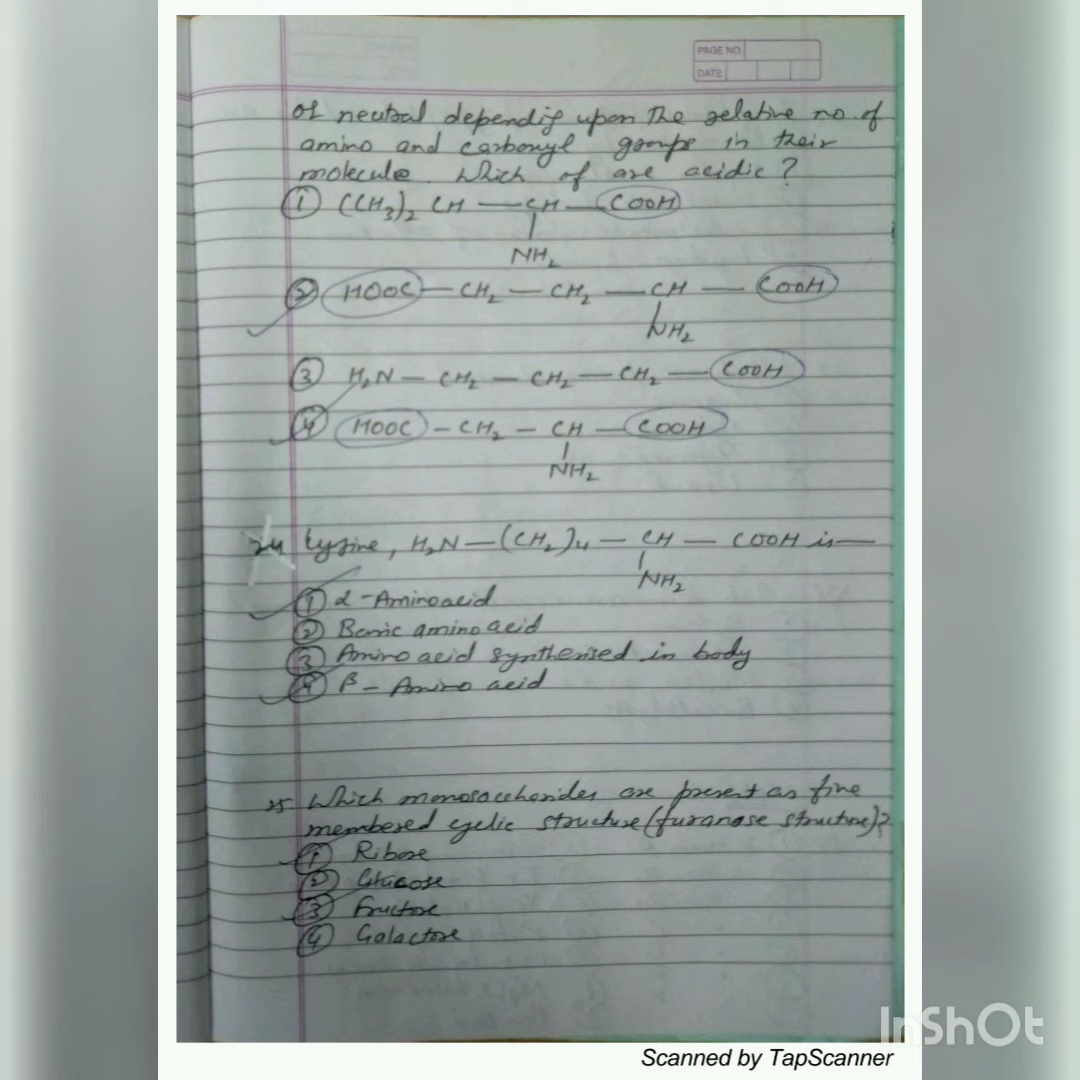 PAGE NO.
DATE
or neutral depending upon the relative no. of
amino and carboxyl groups in their
molecule. Which of are acidic ?
① (CH3)2 CH — CH — COOH
NH2
② HOOC — CH2 — CH2 — CH — COOH
NH2
③ H2N — CH2 — CH2 — CH2 — COOH
④ HOOC — CH2 — CH — COOH
NH2
24 Lysine, H2N — (CH2)4 — CH — COOH is —
NH2
① α - Aminoacid
② Basic amino acid
③ Amino acid synthesised in body
④ β - Amino acid
25 Which monosaccharides are present as five
membered cyclic structure (furanose structure)?
① Ribose
② Glucose
③ Fructose
④ Galactose
InShOt
Scanned by TapScanner